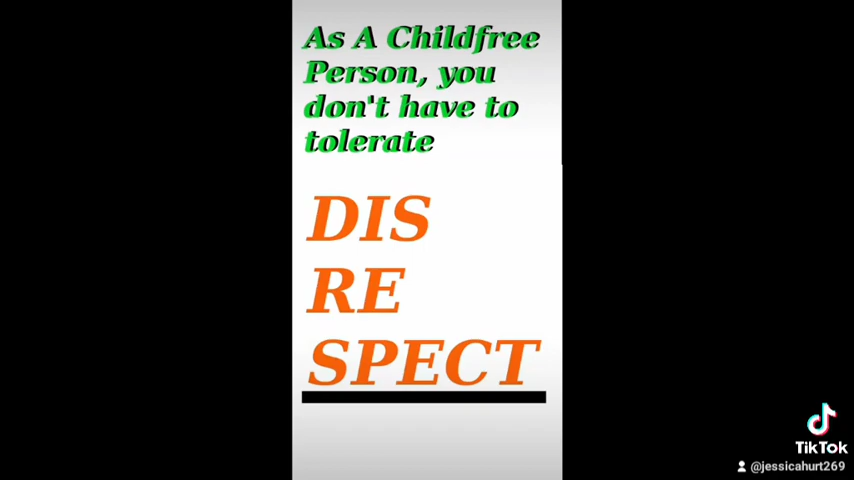 As A Childfree
Person, you
don't have to
tolerate
DIS
RE
SPECT
TikTok
@jessicahurt269